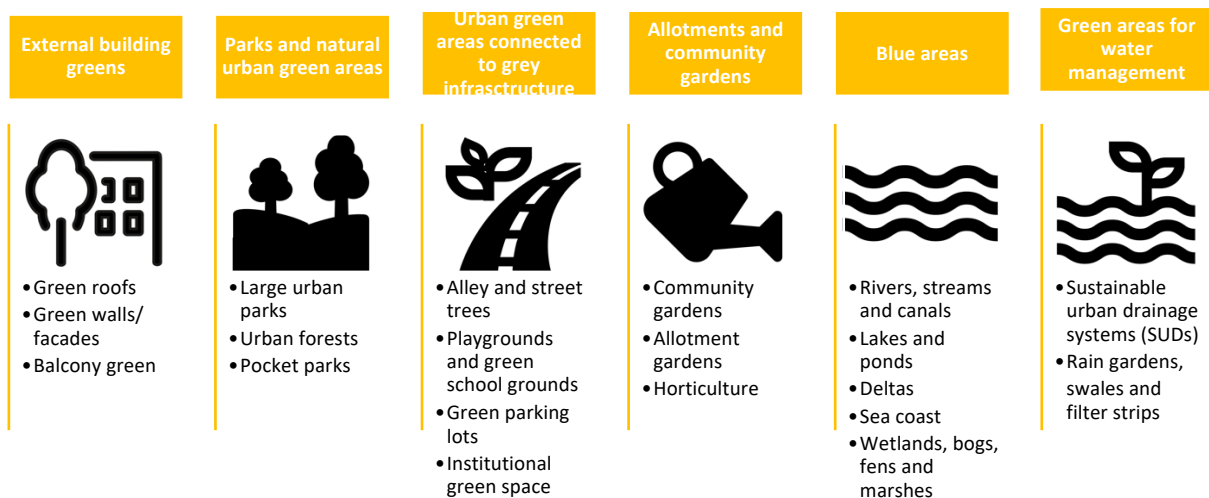 External building
greens
• Green roofs
• Green walls/
facades
• Balcony green
Parks and natural
urban green areas
• Large urban
parks
• Urban forests
• Pocket parks
Urban green
areas connected
to grey
infrasctructure
• Alley and street
trees
• Playgrounds
and green
school grounds
• Green parking
lots
• Institutional
green space
Allotments and
community
gardens
• Community
gardens
• Allotment
gardens
• Horticulture
Blue areas
• Rivers, streams
and canals
• Lakes and
ponds
• Deltas
• Sea coast
• Wetlands, bogs,
fens and
marshes
Green areas for
water
management
• Sustainable
urban drainage
systems (SUDs)
• Rain gardens,
swales and
filter strips